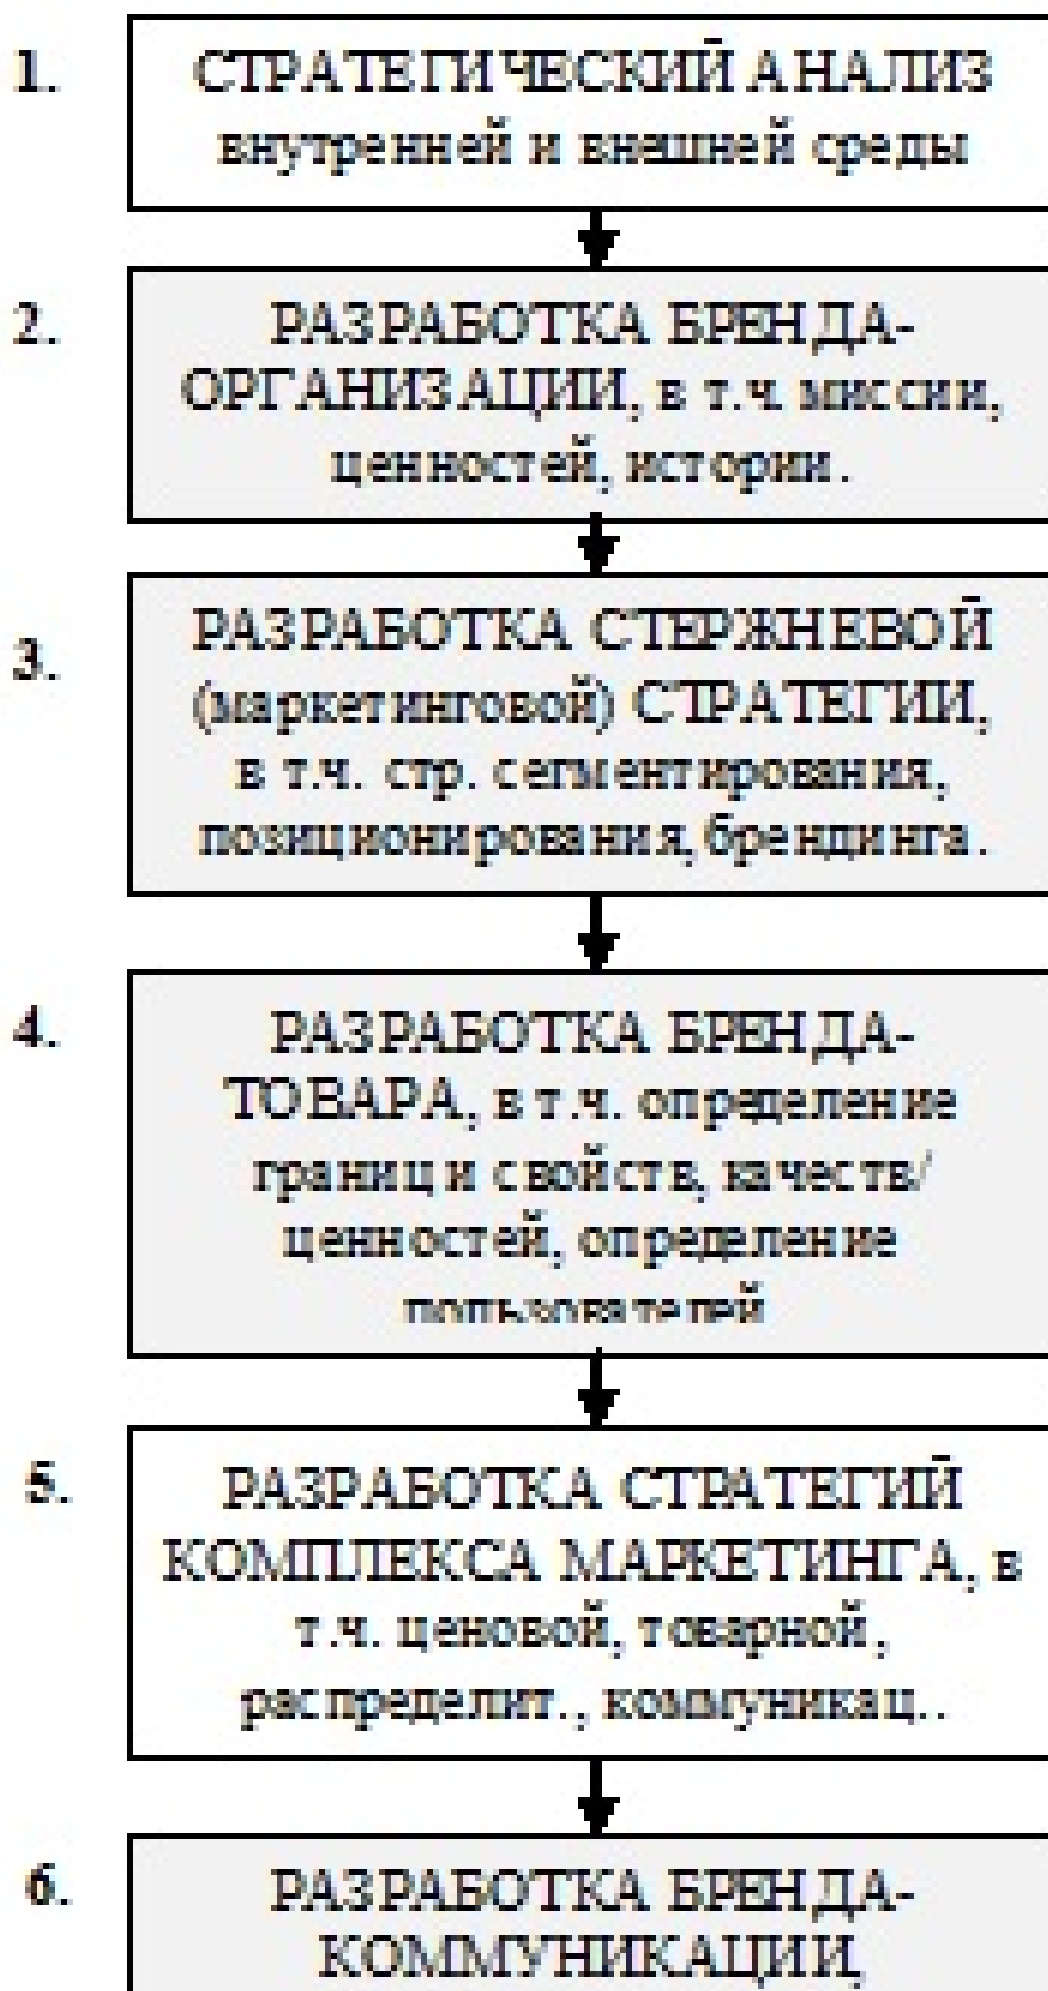 1.
СТРАТЕГИЧЕСКИЙ АНАЛИЗ
внутренней и внешней среды
2.
РАЗРАБОТКА БРЕНДА-
ОРГАНИЗАЦИИ, в т.ч. миссии,
ценностей, истории.
3.
РАЗРАБОТКА СТЕРЖНЕВОЙ
(маркетинговой) СТРАТЕГИИ,
в т.ч. стр. сегментирования,
позиционирования, брендинга.
4.
РАЗРАБОТКА БРЕНДА-
ТОВАРА, в т.ч. определение
границ и свойств, качеств/
ценностей, определение
пользователей
5.
РАЗРАБОТКА СТРАТЕГИЙ
КОМПЛЕКСА МАРКЕТИНГА, в
т.ч. ценовой, товарной,
распределит., коммуникац..
6.
РАЗРАБОТКА БРЕНДА-
КОММУНИКАЦИИ,